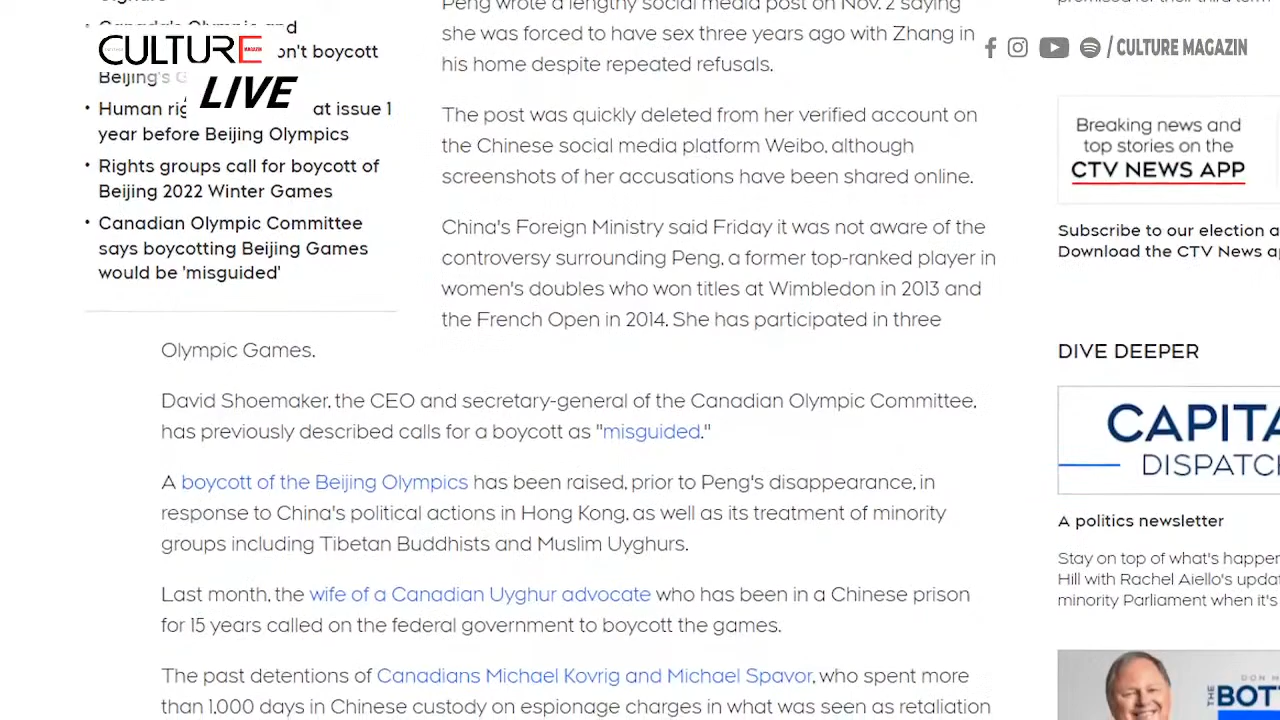 Canada's Olympic and
on't boycott
Beijing's G
• Human rig at issue 1
year before Beijing Olympics
• Rights groups call for boycott of
Beijing 2022 Winter Games
• Canadian Olympic Committee
says boycotting Beijing Games
would be 'misguided'
CULTURE
MAGAZIN
LIVE
/ CULTURE MAGAZIN
Peng wrote a lengthy social media post on Nov. 2 saying
she was forced to have sex three years ago with Zhang in
his home despite repeated refusals.
The post was quickly deleted from her verified account on
the Chinese social media platform Weibo, although
screenshots of her accusations have been shared online.
China's Foreign Ministry said Friday it was not aware of the
controversy surrounding Peng, a former top-ranked player in
women's doubles who won titles at Wimbledon in 2013 and
the French Open in 2014. She has participated in three
Olympic Games.
David Shoemaker, the CEO and secretary-general of the Canadian Olympic Committee,
has previously described calls for a boycott as "misguided."
A boycott of the Beijing Olympics has been raised, prior to Peng's disappearance, in
response to China's political actions in Hong Kong, as well as its treatment of minority
groups including Tibetan Buddhists and Muslim Uyghurs.
Last month, the wife of a Canadian Uyghur advocate who has been in a Chinese prison
for 15 years called on the federal government to boycott the games.
The past detentions of Canadians Michael Kovrig and Michael Spavor, who spent more
than 1,000 days in Chinese custody on espionage charges in what was seen as retaliation
Breaking news and
top stories on the
CTV NEWS APP
Subscribe to our election a
Download the CTV News ap
DIVE DEEPER
CAPITA
DISPATCH
A politics newsletter
Stay on top of what's happen
Hill with Rachel Aiello's updat
minority Parliament when it's
THE
BOTT